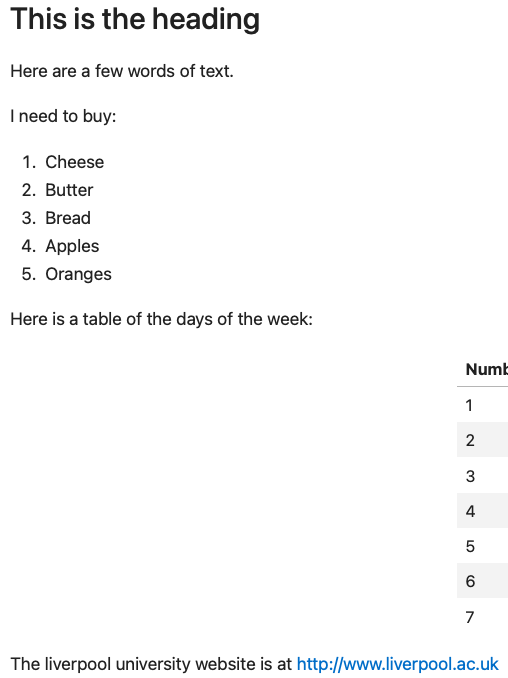 This is the heading
Here are a few words of text.
I need to buy:
1. Cheese
2. Butter
3. Bread
4. Apples
5. Oranges
Here is a table of the days of the week:
Numb
1
2
3
4
5
6
7
The liverpool university website is at http://www.liverpool.ac.uk